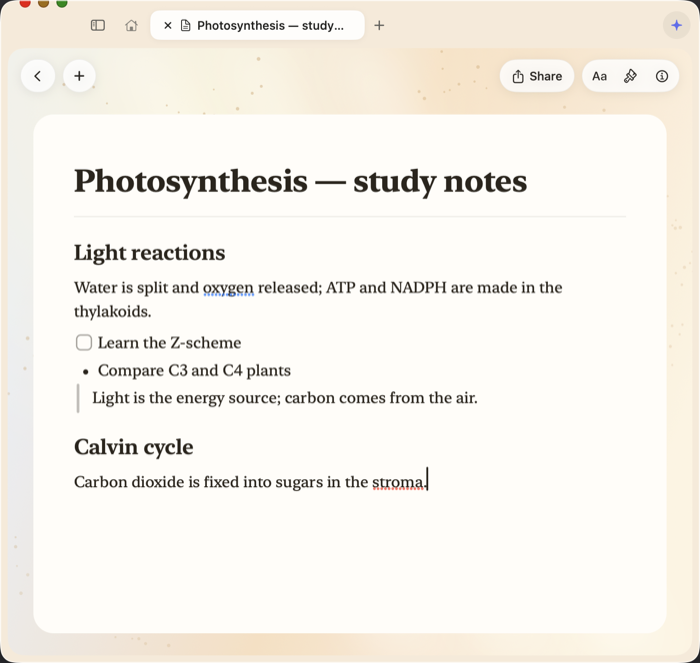 Photosynthesis — study...
Share
Aa
Photosynthesis — study notes
Light reactions
Water is split and oxygen released; ATP and NADPH are made in the
thylakoids.
Learn the Z-scheme
• Compare C3 and C4 plants
Light is the energy source; carbon comes from the air.
Calvin cycle
Carbon dioxide is fixed into sugars in the stroma.